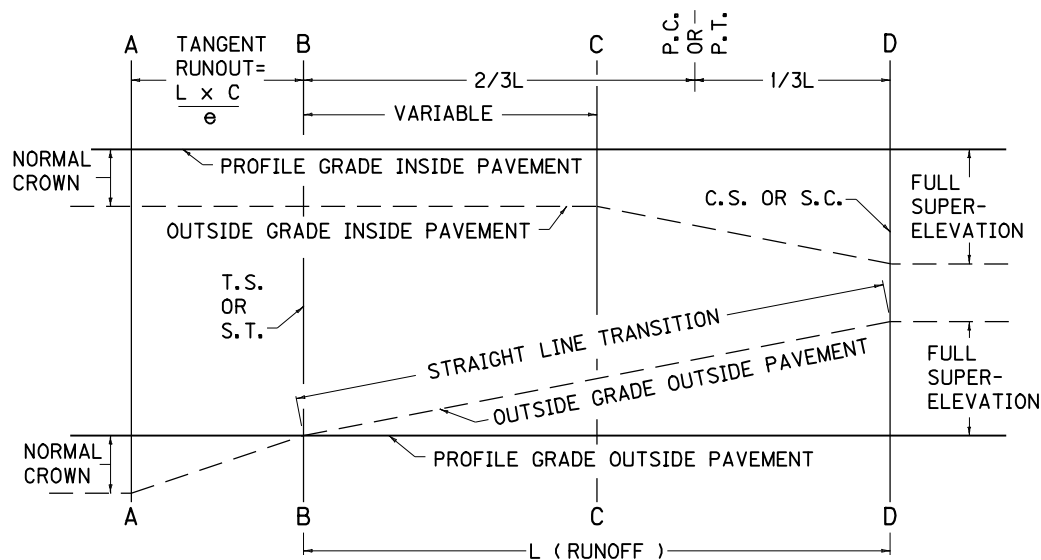 A
B
C
D
TANGENT
RUNOUT=
L x C
e
P.C.
OR
P.T.
2/3L
1/3L
VARIABLE
NORMAL
CROWN
PROFILE GRADE INSIDE PAVEMENT
C.S. OR S.C.
FULL
SUPER-
ELEVATION
OUTSIDE GRADE INSIDE PAVEMENT
T.S.
OR
S.T.
STRAIGHT LINE TRANSITION
OUTSIDE GRADE OUTSIDE PAVEMENT
FULL
SUPER-
ELEVATION
NORMAL
CROWN
PROFILE GRADE OUTSIDE PAVEMENT
A
B
C
D
L ( RUNOFF )